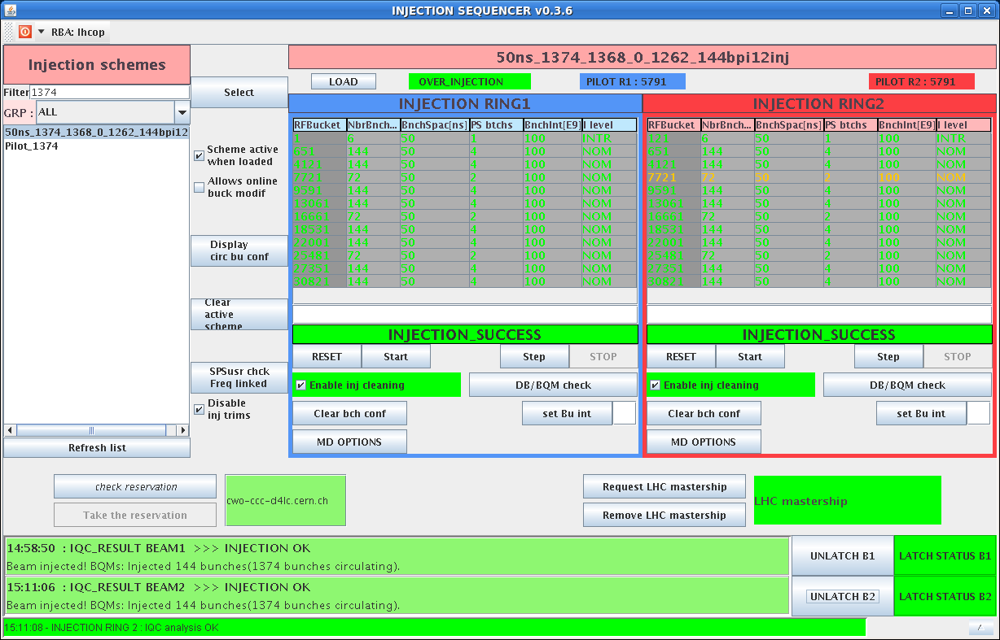 INJECTION SEQUENCER v0.3.6
RBA: lhcop
Injection schemes
50ns_1374_1368_0_1262_144bpi12inj
Filter 1374
GRP : ALL
50ns_1374_1368_0_1262_144bpi12
Pilot_1374
Refresh list
Select
Scheme active
when loaded
Allows online
buck modif
Display
circ bu conf
Clear
active
scheme
SPSusr chck
Freq linked
Disable
inj trims
LOAD
OVER_INJECTION
PILOT R1 : 5791
PILOT R2 : 5791
INJECTION RING1
RFBucket NbrBnch... BnchSpac[ns] PS btchs BnchInt[E9] I level
1 6 50 1 100 INTR
651 144 50 4 100 NOM
4121 144 50 4 100 NOM
7721 72 50 2 100 NOM
9591 144 50 4 100 NOM
13061 144 50 4 100 NOM
16661 72 50 2 100 NOM
18531 144 50 4 100 NOM
22001 144 50 4 100 NOM
25481 72 50 2 100 NOM
27351 144 50 4 100 NOM
30821 144 50 4 100 NOM
INJECTION_SUCCESS
RESET Start Step STOP
Enable inj cleaning DB/BQM check
Clear bch conf set Bu int
MD OPTIONS
INJECTION RING2
RFBucket NbrBnch... BnchSpac[ns] PS btchs BnchInt[E9] I level
121 6 50 1 100 INTR
651 144 50 4 100 NOM
4121 144 50 4 100 NOM
7721 72 50 2 100 NOM
9591 144 50 4 100 NOM
13061 144 50 4 100 NOM
16661 72 50 2 100 NOM
18531 144 50 4 100 NOM
22001 144 50 4 100 NOM
25481 72 50 2 100 NOM
27351 144 50 4 100 NOM
30821 144 50 4 100 NOM
INJECTION_SUCCESS
RESET Start Step STOP
Enable inj cleaning DB/BQM check
Clear bch conf set Bu int
MD OPTIONS
check reservation
Take the reservation
cwo-ccc-d4lc.cern.ch
Request LHC mastership
Remove LHC mastership
LHC mastership
14:58:50 : IQC_RESULT BEAM1 >>> INJECTION OK
Beam injected! BQMs: Injected 144 bunches(1374 bunches circulating).
UNLATCH B1 LATCH STATUS B1
15:11:06 : IQC_RESULT BEAM2 >>> INJECTION OK
Beam injected! BQMs: Injected 144 bunches(1374 bunches circulating).
UNLATCH B2 LATCH STATUS B2
15:11:08 - INJECTION RING 2 : IQC analysis OK